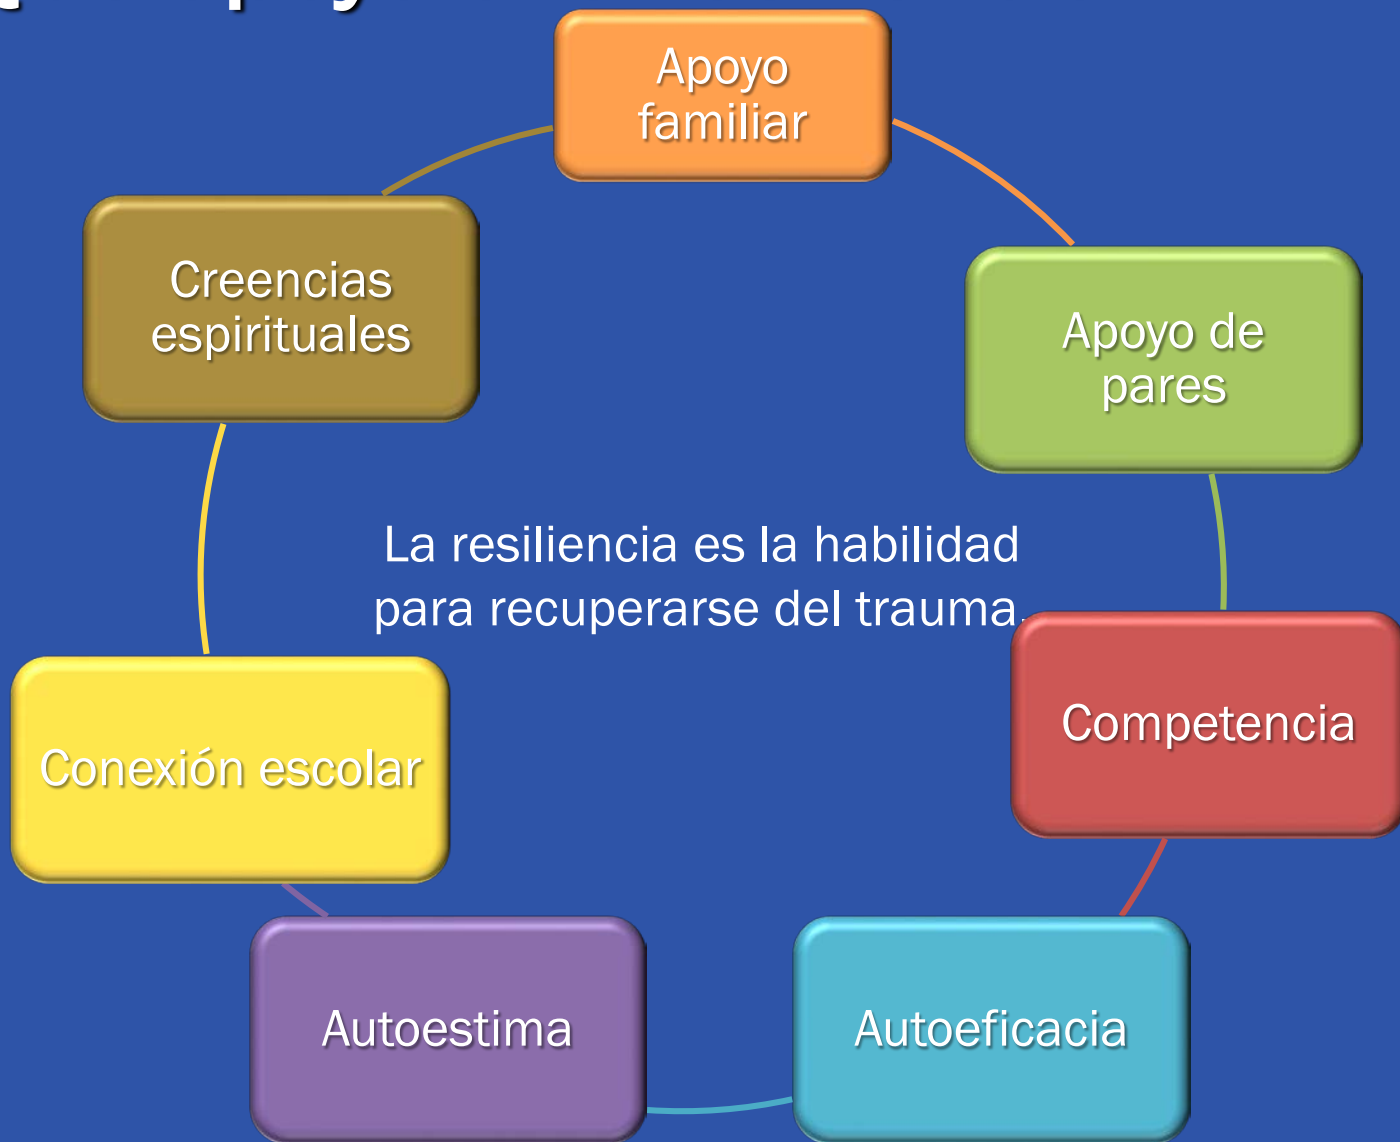 Apoyo
familiar
Creencias
espirituales
Apoyo de
pares
La resiliencia es la habilidad
para recuperarse del trauma.
Competencia
Conexión escolar
Autoestima
Autoeficacia